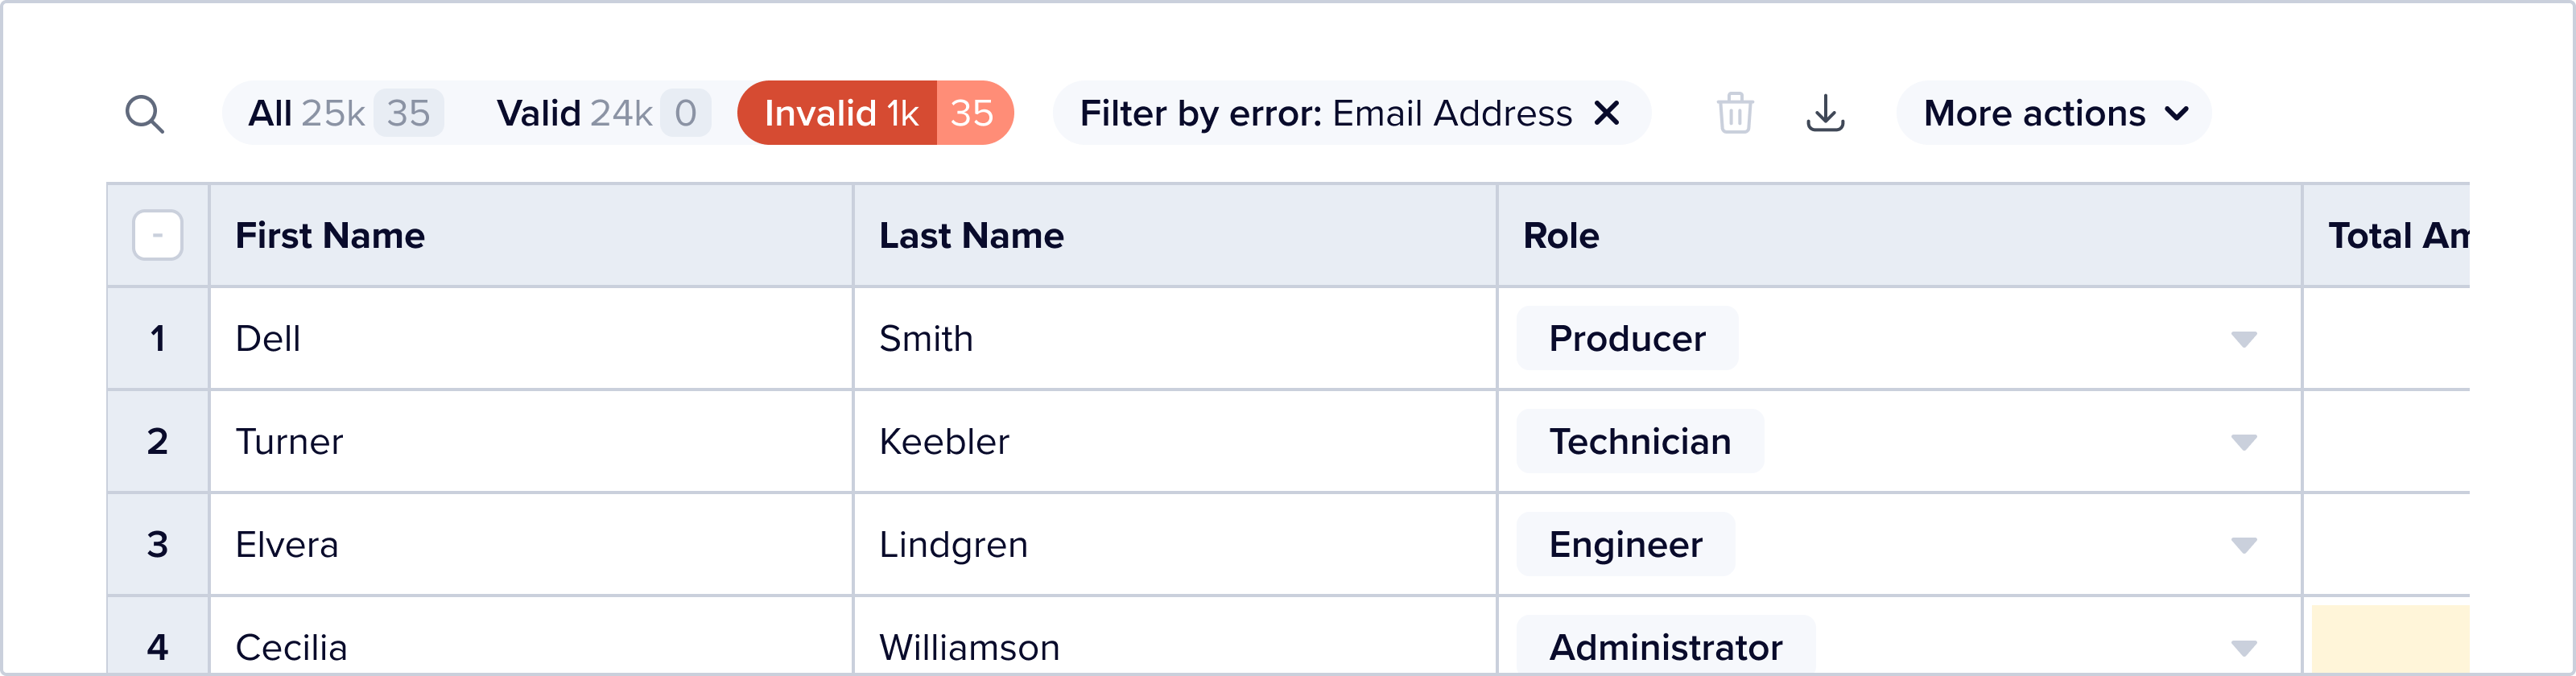 All 25k 35 Valid 24k 0 Invalid 1k 35 Filter by error: Email Address More actions
- First Name Last Name Role Total Am
1 Dell Smith Producer
2 Turner Keebler Technician
3 Elvera Lindgren Engineer
4 Cecilia Williamson Administrator